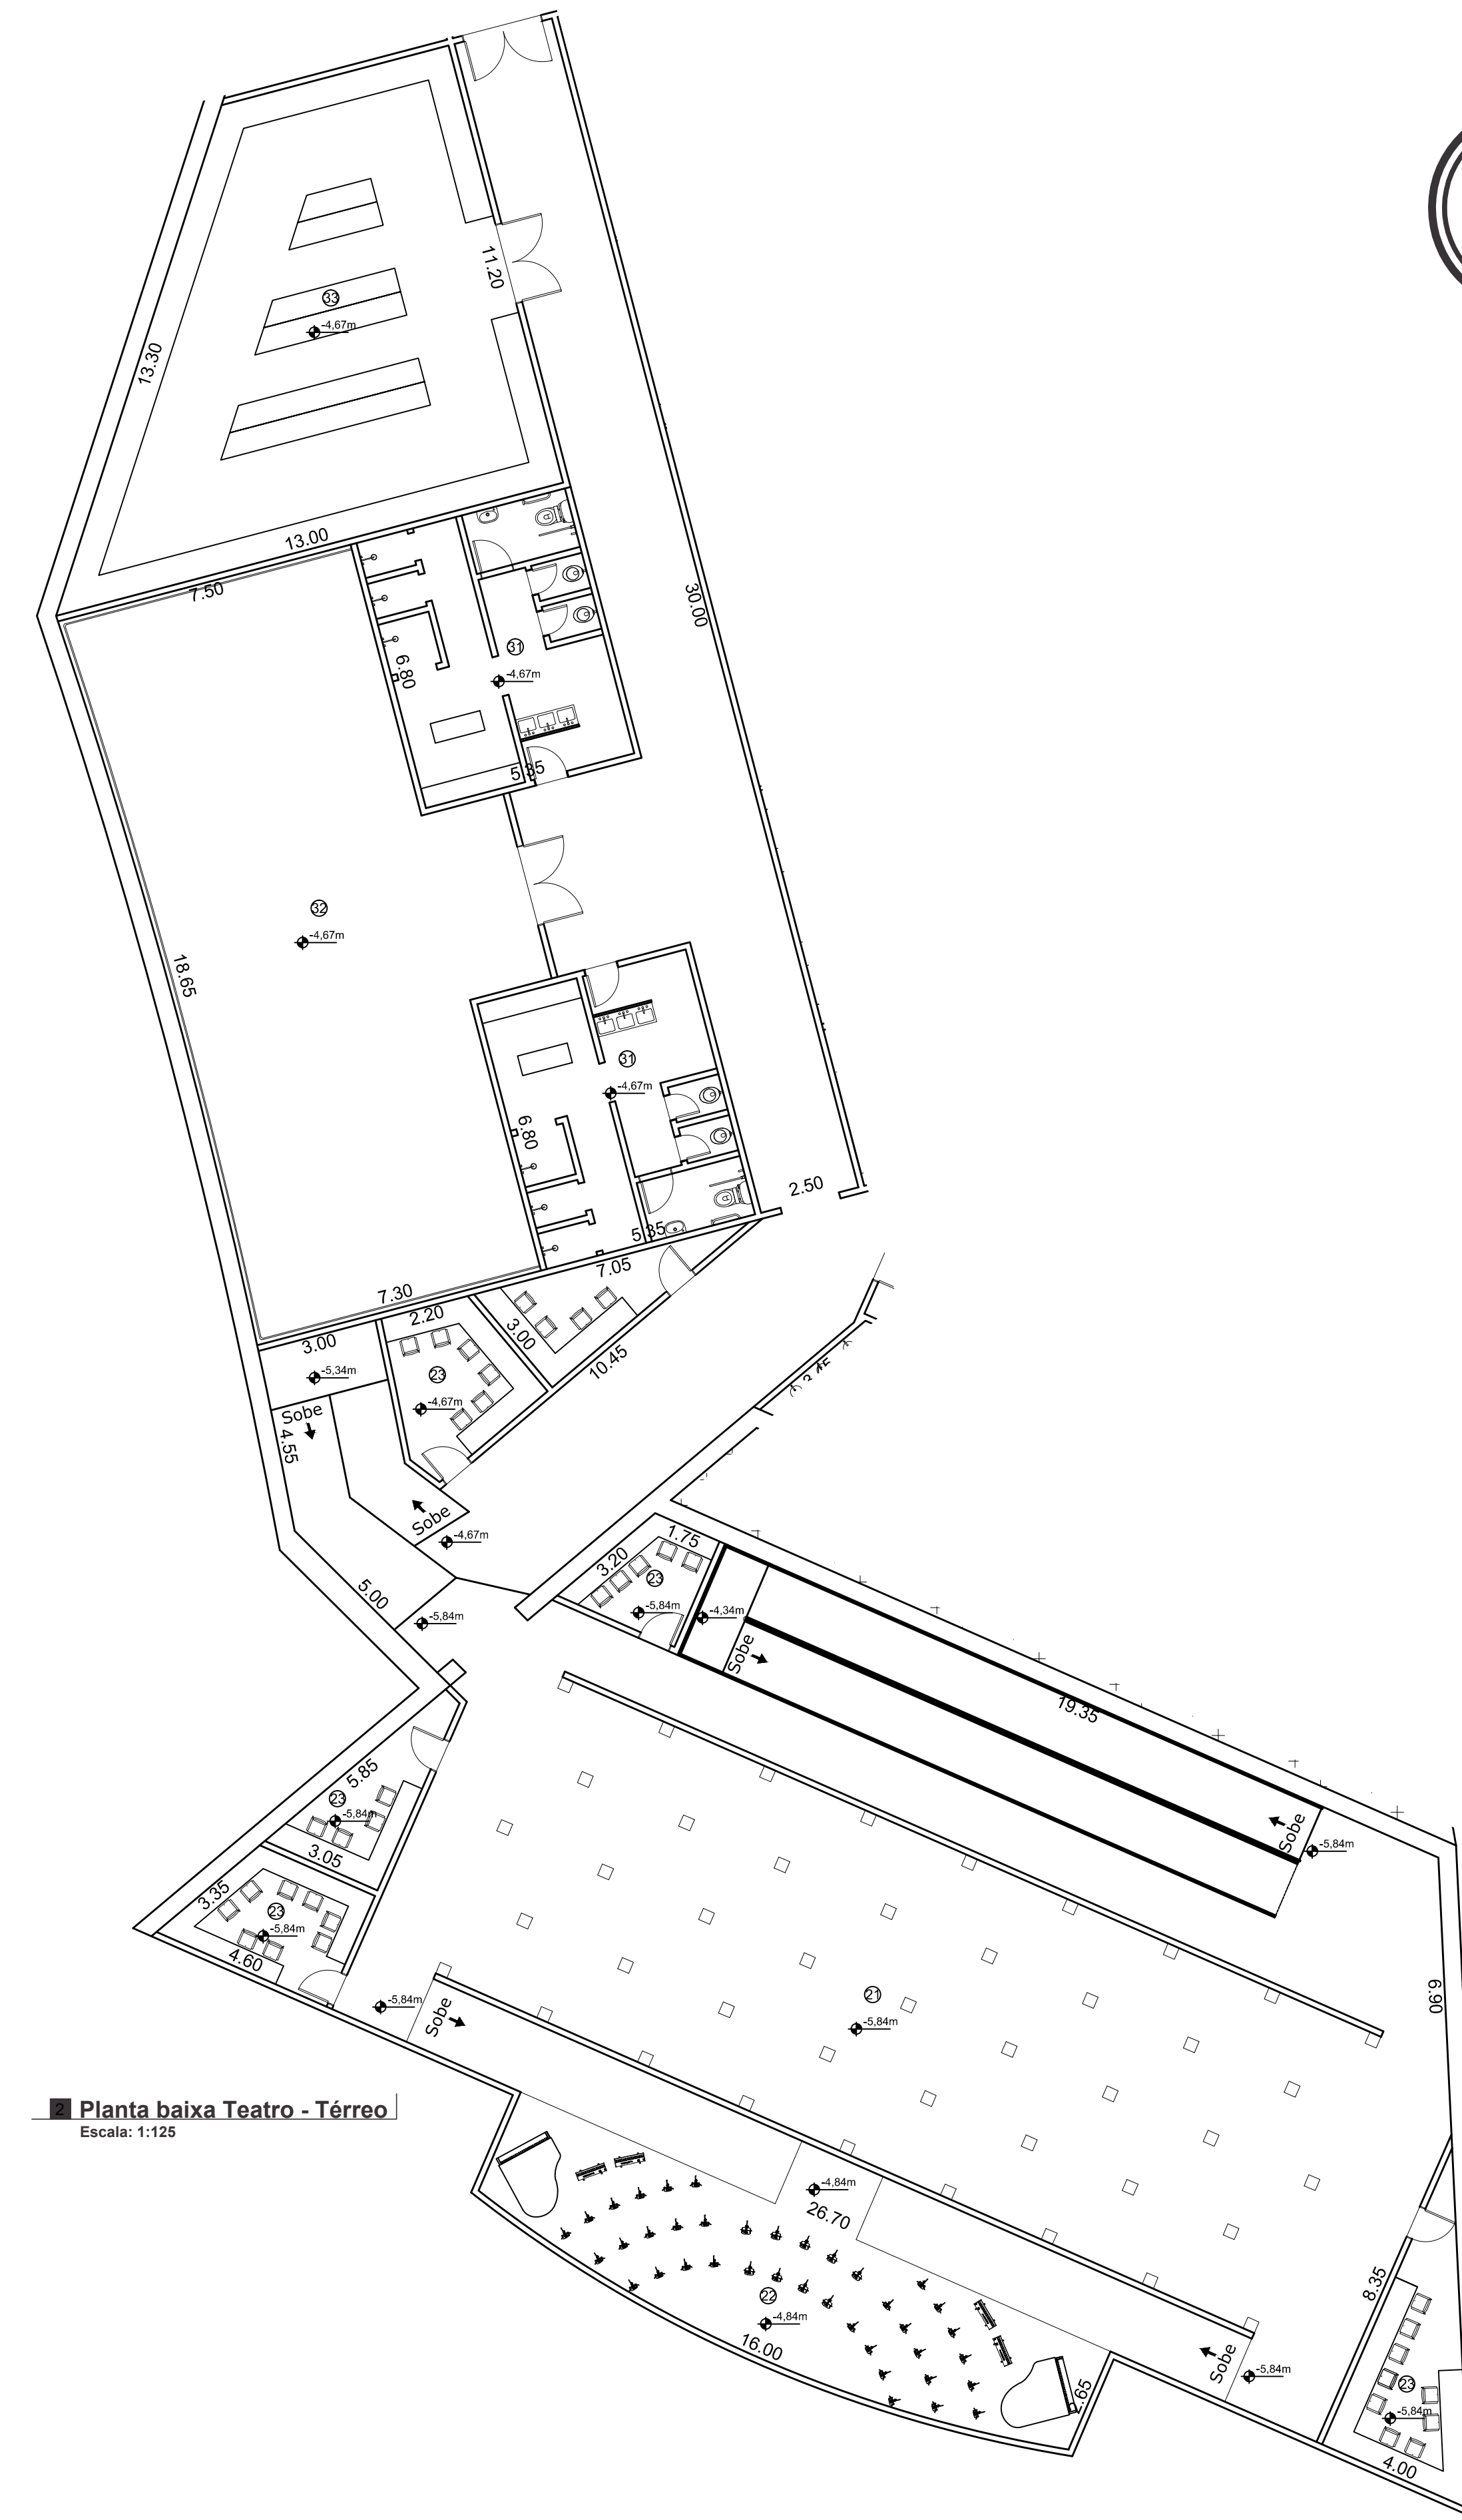 11.20
33
-4,67m
13.30
13.00
7.50
30.00
31
6.80
-4,67m
5.35
32
-4,67m
18.65
31
-4,67m
6.80
2.50
5.35
7.05
7.30
2.20
3.00
3.00
-5,34m
23
10.45
-4,67m
Sobe
4.55
Sobe
-4,67m
1.75
3.20
23
5.00
-5,84m
-5,84m
-4,34m
Sobe
19.35
5.85
23
-5,84m
Sobe
-5,84m
3.05
3.35
23
-5,84m
4.60
21
6.90
-5,84m
Sobe
-5,84m
2 Planta baixa Teatro - Térreo
Escala: 1:125
-4,84m
26.70
22
8.35
-4,84m
16.00
Sobe
-5,84m
23
-5,84m
4.00